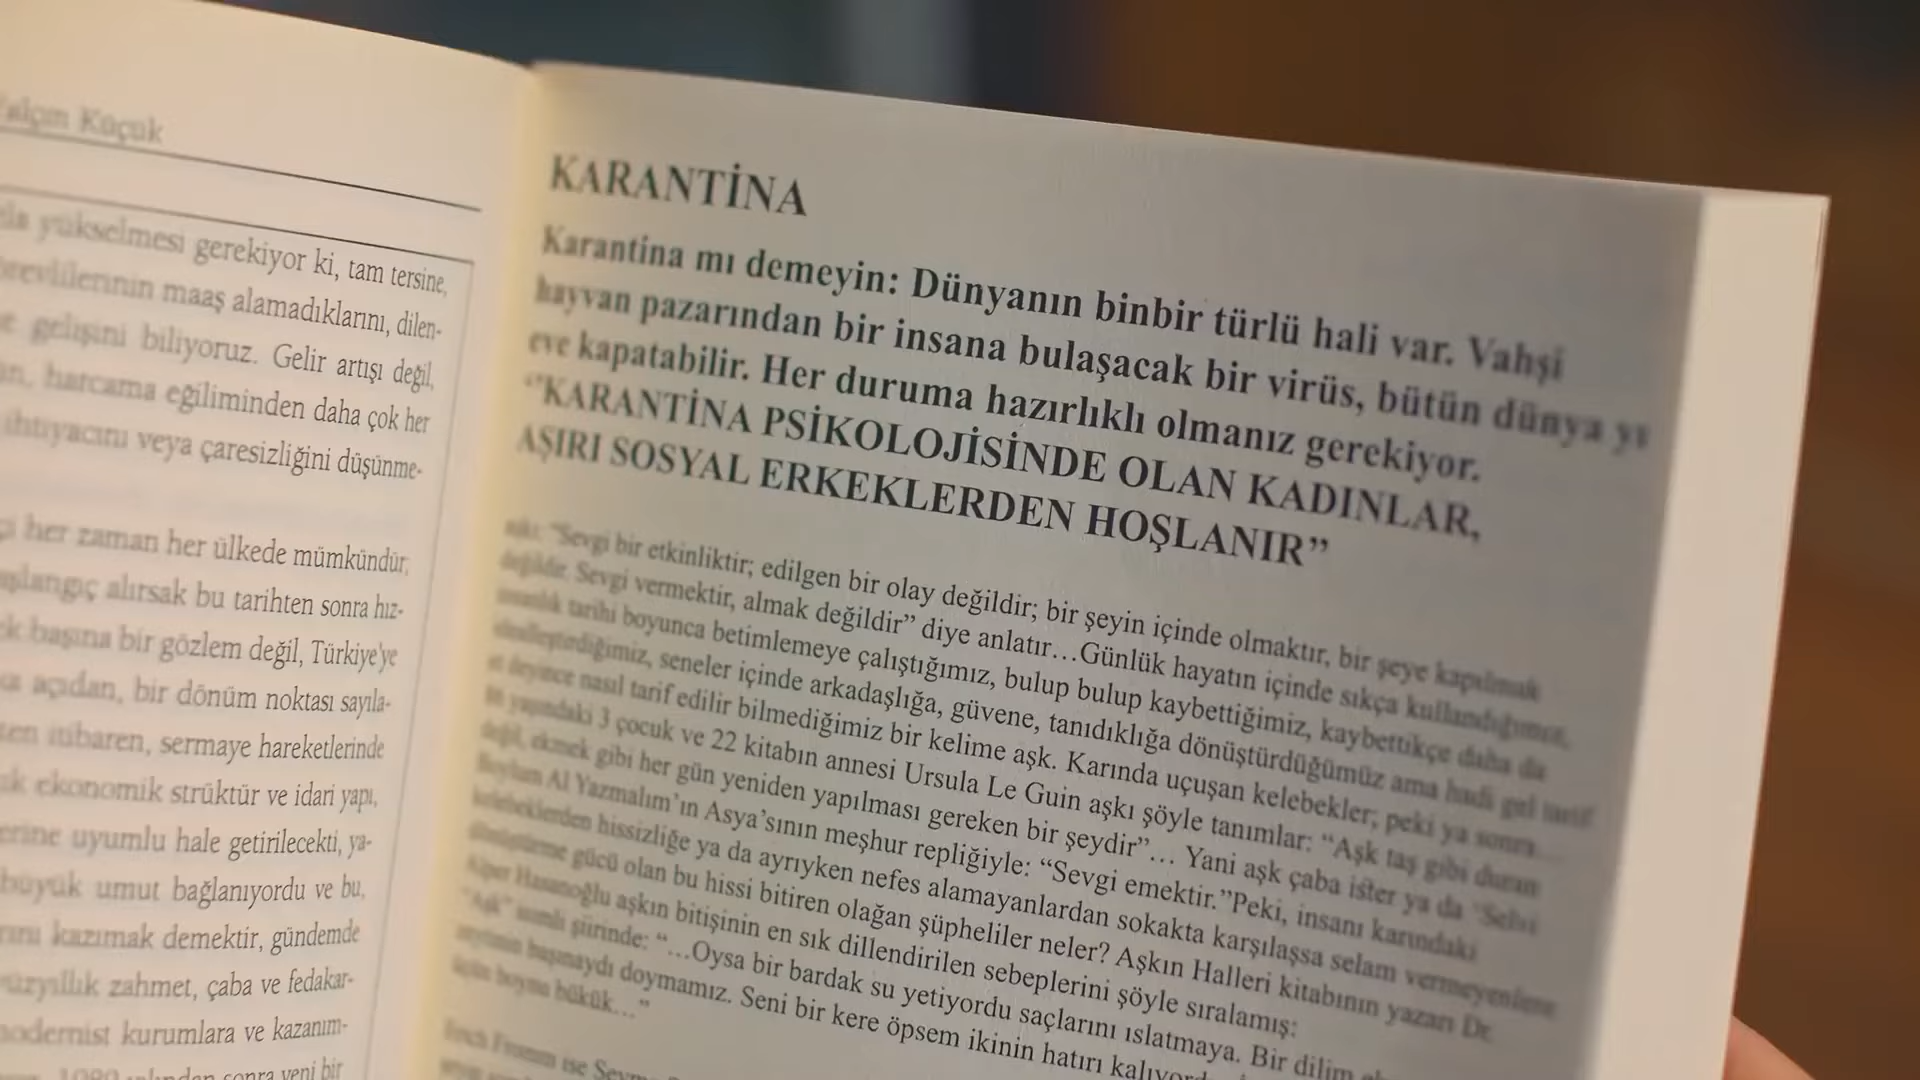 Yalçın Küçük
yükselmesi gerekiyor ki, tam tersine,
maaş alamadıklarını, dilen-
gelişini biliyoruz. Gelir artışı değil,
harcama eğiliminden daha çok her
ihtiyacını veya çaresizliğini düşünme-
her zaman her ülkede mümkündür,
alırsak bu tarihten sonra hız-
başına bir gözlem değil, Türkiye'ye
açıdan, bir dönüm noktası sayıla-
itibaren, sermaye hareketlerinde
ekonomik strüktür ve idari yapı,
uyumlu hale getirilecekti, ya-
büyük umut bağlanıyordu ve bu,
kazımak demektir, gündemde
zahmet, çaba ve fedakar-
modernist kurumlara ve kazanım-
sonra yeni bir
KARANTİNA
Karantina mı demeyin: Dünyanın binbir türlü hali var. Vahşi
hayvan pazarından bir insana bulaşacak bir virüs, bütün dünya yı
eve kapatabilir. Her duruma hazırlıklı olmanız gerekiyor.
“KARANTİNA PSİKOLOJİSİNDE OLAN KADINLAR,
AŞIRI SOSYAL ERKEKLERDEN HOŞLANIR”
“Sevgi bir etkinliktir; edilgen bir olay değildir; bir şeyin içinde olmaktır, bir şeye kapılmak
değildir. Sevgi vermektir, almak değildir” diye anlatır…Günlük hayatın içinde sıkça kullandığımız,
insanlık tarihi boyunca betimlemeye çalıştığımız, bulup bulup kaybettiğimiz, kaybettikçe daha da
seneler içinde arkadaşlığa, güvene, tanıdıklığa dönüştürdüğümüz ama hadi gel tarif
et deyince nasıl tarif edilir bilmediğimiz bir kelime aşk. Karında uçuşan kelebekler; peki ya sonra…
yaşındaki 3 çocuk ve 22 kitabın annesi Ursula Le Guin aşkı şöyle tanımlar: “Aşk taş gibi duran
değil, ekmek gibi her gün yeniden yapılması gereken bir şeydir”… Yani aşk çaba ister ya da “Selvi
Boylum Al Yazmalım’ın Asya’sının meşhur repliğiyle: “Sevgi emektir.”Peki, insanı karındaki
kelebeklerden hissizliğe ya da ayrıyken nefes alamayanlardan sokakta karşılaşsa selam vermeyenlere
dönüştürme gücü olan bu hissi bitiren olağan şüpheliler neler? Aşkın Halleri kitabının yazarı Dr.
Alper Hasanoğlu aşkın bitişinin en sık dillendirilen sebeplerini şöyle sıralamış:
“Aşk” isimli şiirinde: “…Oysa bir bardak su yetiyordu saçlarını ıslatmaya. Bir dilim
zeytinin başınaydı doymamız. Seni bir kere öpsem ikinin hatırı
boynu bükük…”
Erich Fromm ise